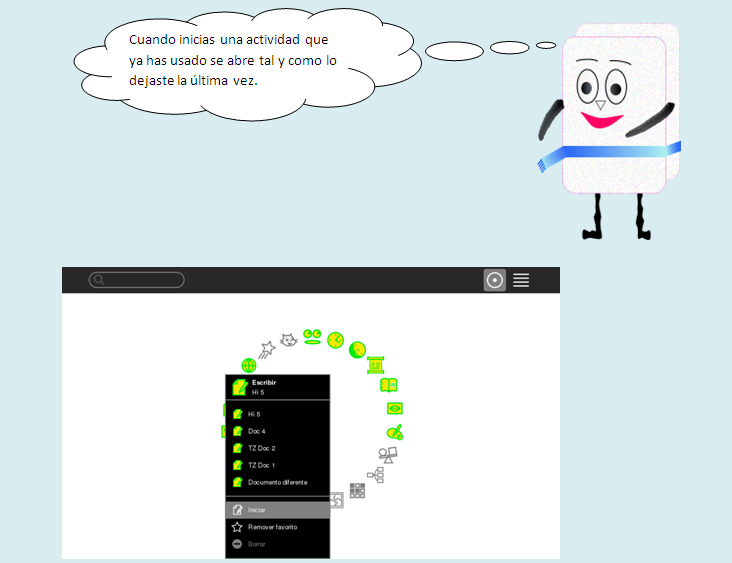 Cuando inicias una actividad que
ya has usado se abre tal y como lo
dejaste la última vez.
Escribir
Hi 5
Hi 5
Doc 4
TZ Doc 2
TZ Doc 1
Documento diferente
Iniciar
Remover favorito
Borrar